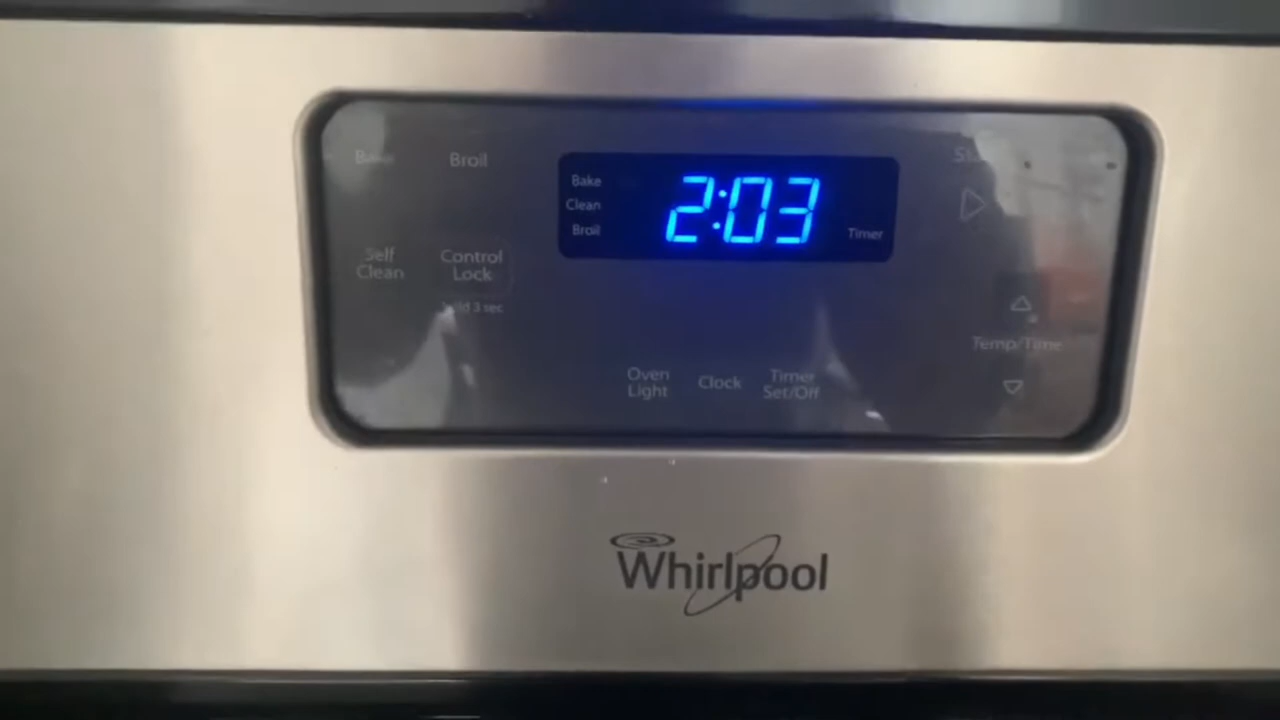 Bake
Broil
Self
Clean
Control
Lock
hold 3 sec
Bake
Clean
Broil
2:03
Timer
Oven
Light
Clock
Timer
Set/Off
Temp/Time
Whirlpool